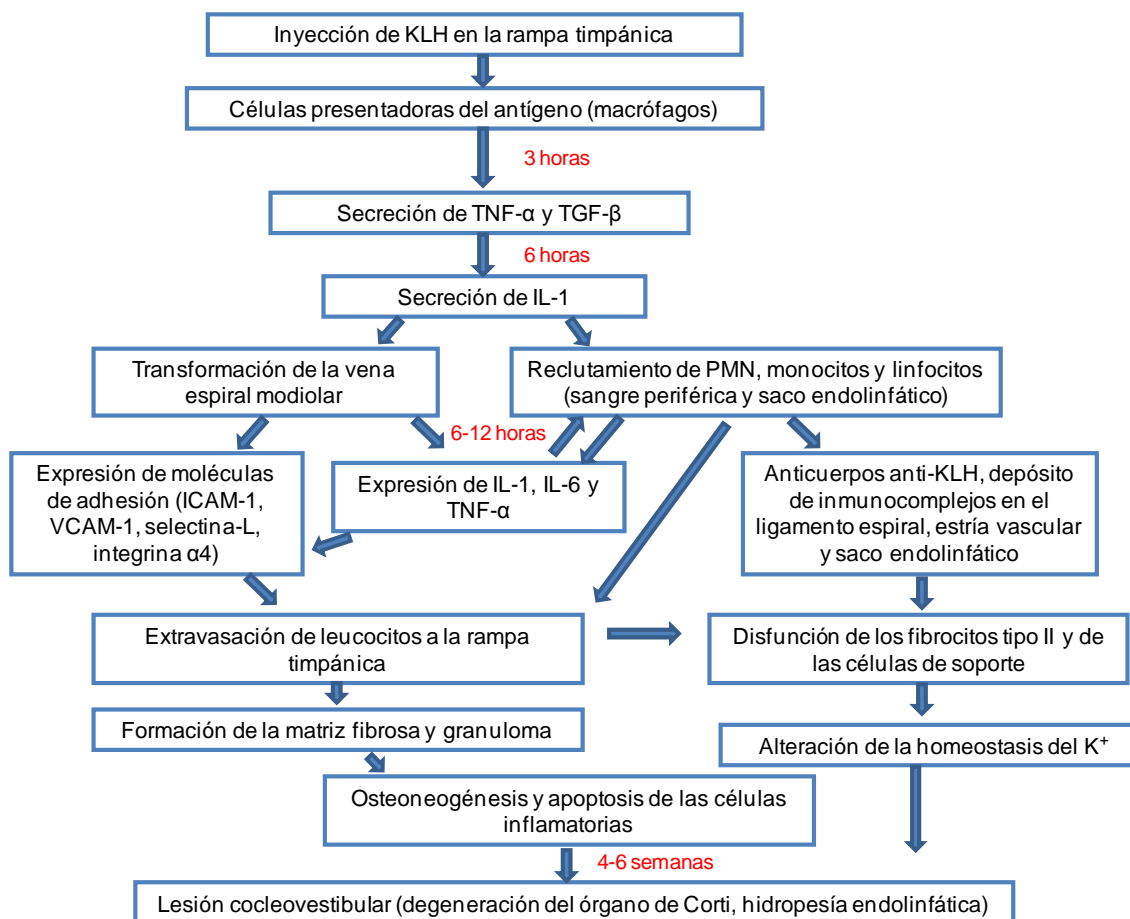 Inyección de KLH en la rampa timpánica
Células presentadoras del antígeno (macrófagos)
3 horas
Secreción de TNF-α y TGF-β
6 horas
Secreción de IL-1
Transformación de la vena
espiral modiolar
Reclutamiento de PMN, monocitos y linfocitos
(sangre periférica y saco endolinfático)
6-12 horas
Expresión de moléculas
de adhesión (ICAM-1,
VCAM-1, selectina-L,
integrina α4)
Expresión de IL-1, IL-6 y
TNF-α
Anticuerpos anti-KLH, depósito
de inmunocomplejos en el
ligamento espiral, estría vascular
y saco endolinfático
Extravasación de leucocitos a la rampa
timpánica
Disfunción de los fibrocitos tipo II y de
las células de soporte
Formación de la matriz fibrosa y granuloma
Alteración de la homeostasis del K⁺
Osteoneogénesis y apoptosis de las células
inflamatorias
4-6 semanas
Lesión cocleovestibular (degeneración del órgano de Corti, hidropesía endolinfática)